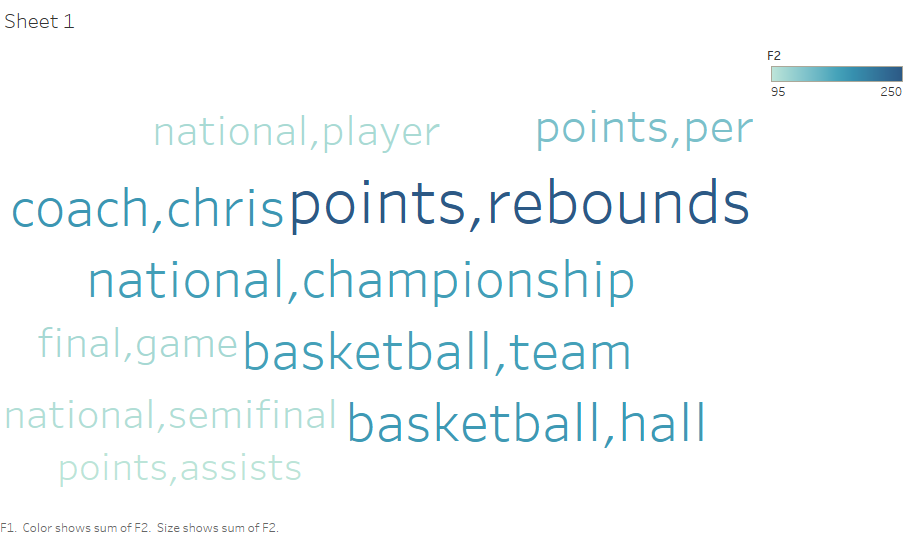 Sheet 1
F2
95 250
national,player points,per
coach,chris points,rebounds
national,championship
final,game basketball,team
national,semifinal basketball,hall
points,assists
F1.  Color shows sum of F2.  Size shows sum of F2.